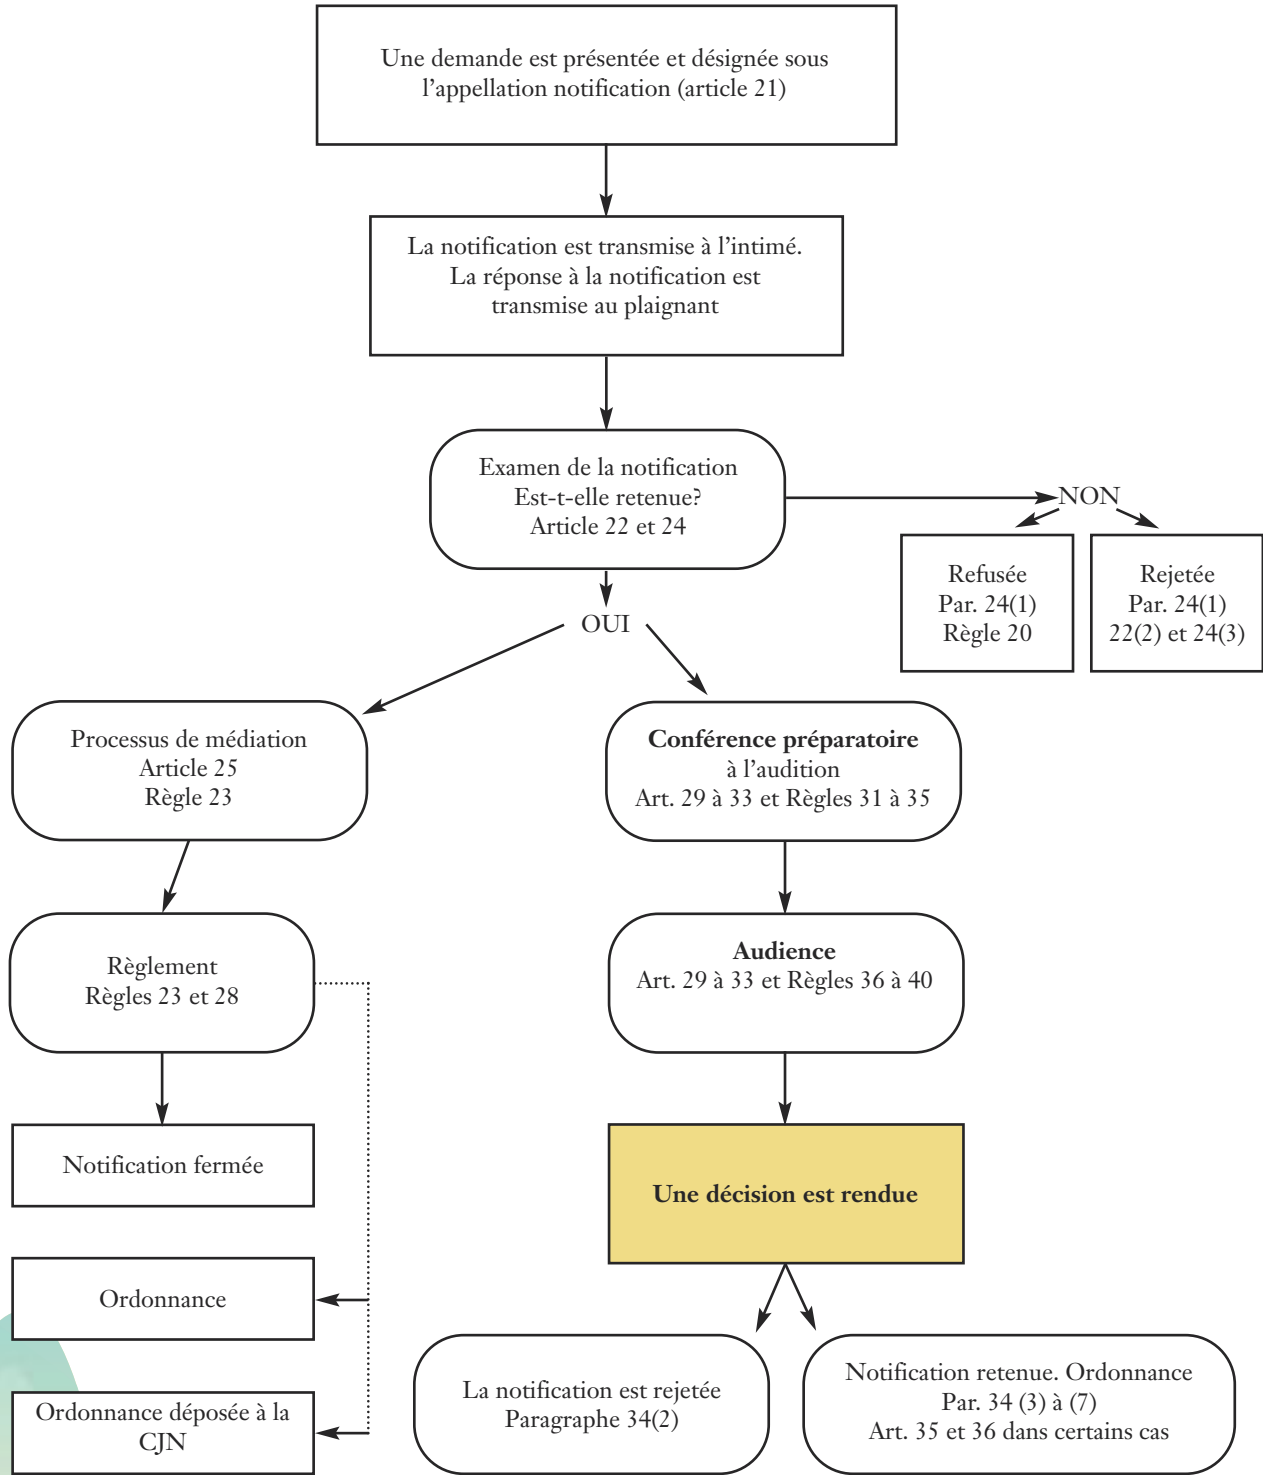 Une demande est présentée et désignée sous
l’appellation notification (article 21)
La notification est transmise à l’intimé.
La réponse à la notification est
transmise au plaignant
Examen de la notification
Est-t-elle retenue?
Article 22 et 24
NON
Refusée
Par. 24(1)
Règle 20
Rejetée
Par. 24(1)
22(2) et 24(3)
OUI
Processus de médiation
Article 25
Règle 23
Conférence préparatoire
à l’audition
Art. 29 à 33 et Règles 31 à 35
Règlement
Règles 23 et 28
Audience
Art. 29 à 33 et Règles 36 à 40
Notification fermée
Une décision est rendue
Ordonnance
Ordonnance déposée à la
CJN
La notification est rejetée
Paragraphe 34(2)
Notification retenue. Ordonnance
Par. 34 (3) à (7)
Art. 35 et 36 dans certains cas